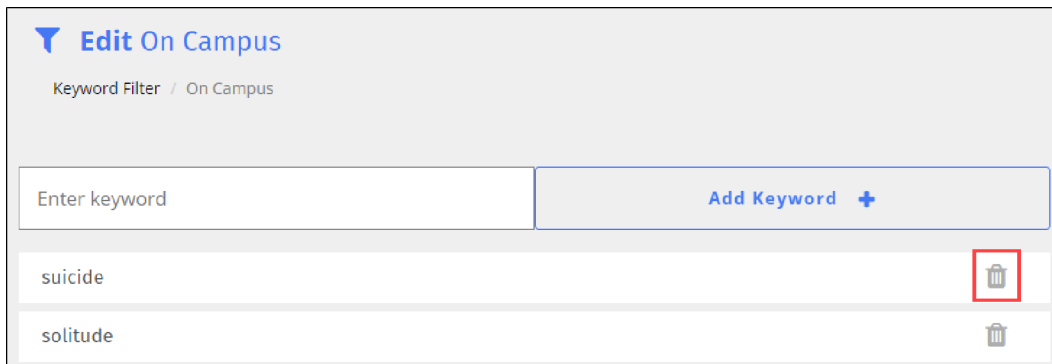 Edit On Campus
Keyword Filter / On Campus
Enter keyword
Add Keyword +
suicide
solitude